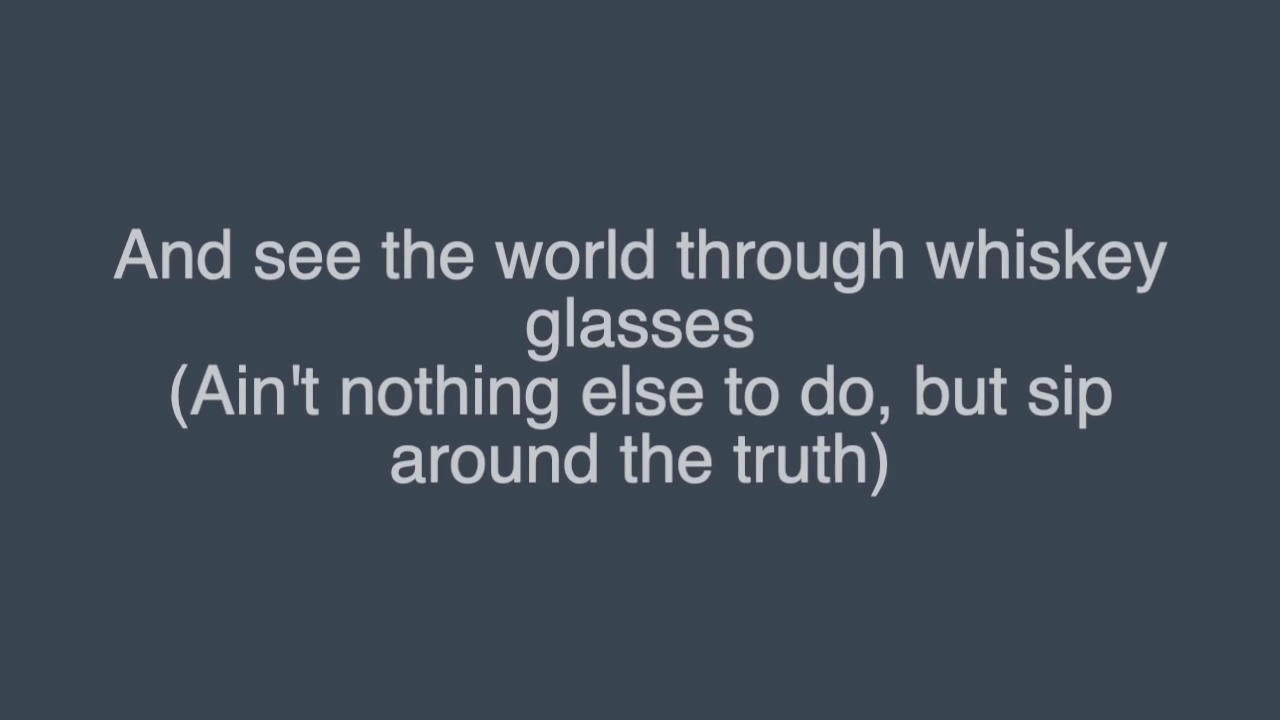 And see the world through whiskey
glasses
(Ain't nothing else to do, but sip
around the truth)